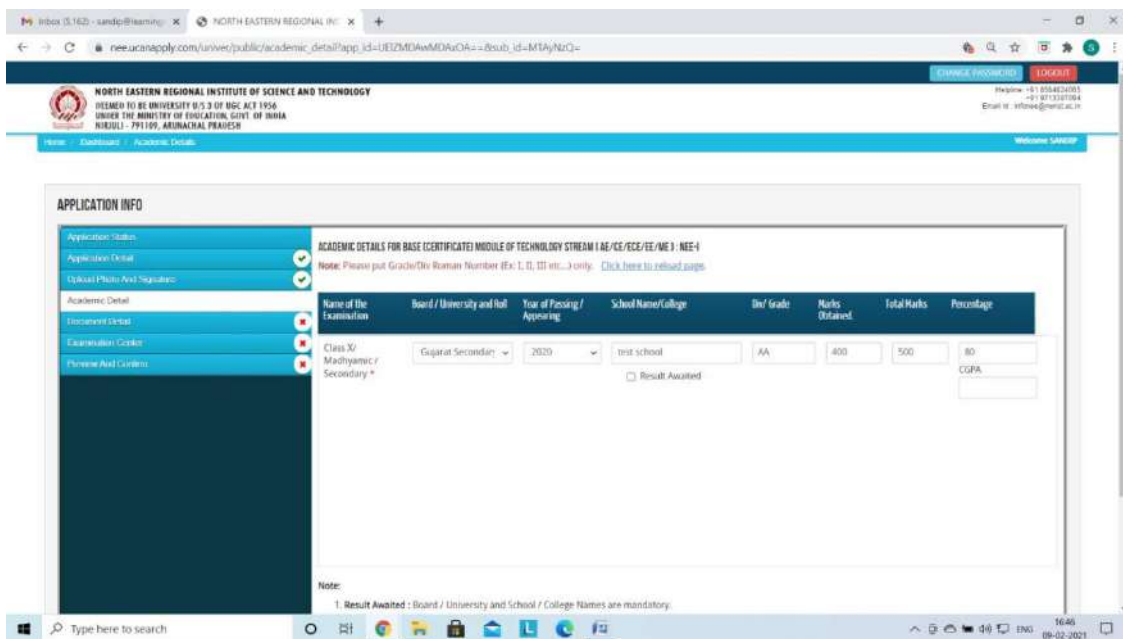 Inbox (5,162) - sandip@learning
NORTH EASTERN REGIONAL INS
nee.ucanapply.com/univer/public/academic_detail?app_id=UEIZMDAwMDAxOA==&sub_id=MTAyNzQ=
CHANGE PASSWORD LOGOUT
NORTH EASTERN REGIONAL INSTITUTE OF SCIENCE AND TECHNOLOGY
DEEMED TO BE UNIVERSITY U/S 3 OF UGC ACT 1956
UNDER THE MINISTRY OF EDUCATION, GOVT. OF INDIA
NIRJULI - 791109, ARUNACHAL PRADESH
Helpline
Email Id
Home / Dashboard / Academic Details
Welcome SANDIP
APPLICATION INFO
Application Status
Application Detail
Upload Photo And Signature
Academic Detail
Document Detail
Examination Center
Preview And Confirm
ACADEMIC DETAILS FOR BASE (CERTIFICATE) MODULE OF TECHNOLOGY STREAM ( AE/CE/ECE/EE/ME ) : NEE-I
Note: Please put Grade/Div Roman Number (Ex: I, II, III etc...) only. Click here to reload page.
Name of the Examination
Board / University and Roll
Year of Passing / Appearing
School Name/College
Div/ Grade
Marks Obtained
Total Marks
Percentage
Class X/ Madhyamic / Secondary *
Gujarat Secondary
2020
test school
AA
400
500
80
Result Awaited
CGPA
Note:
1. Result Awaited : Board / University and School / College Names are mandatory.
Type here to search
ENG
16:46
09-02-2021